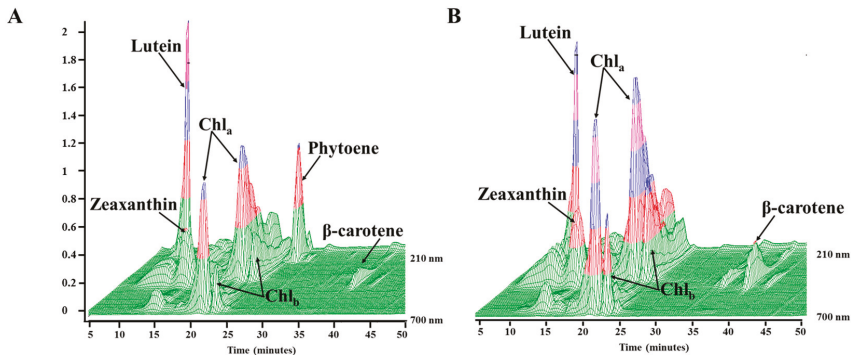 A
B
2
1.8
1.6
1.4
1.2
1
0.8
0.6
0.4
0.2
0
Lutein
Chlₐ
Phytoene
Zeaxanthin
β-carotene
Chl_b
210 nm
700 nm
5 10 15 20 25 30 35 40 45 50
Time (minutes)
Lutein
Chlₐ
Zeaxanthin
β-carotene
Chl_b
210 nm
700 nm
5 10 15 20 25 30 35 40 45 50
Time (minutes)